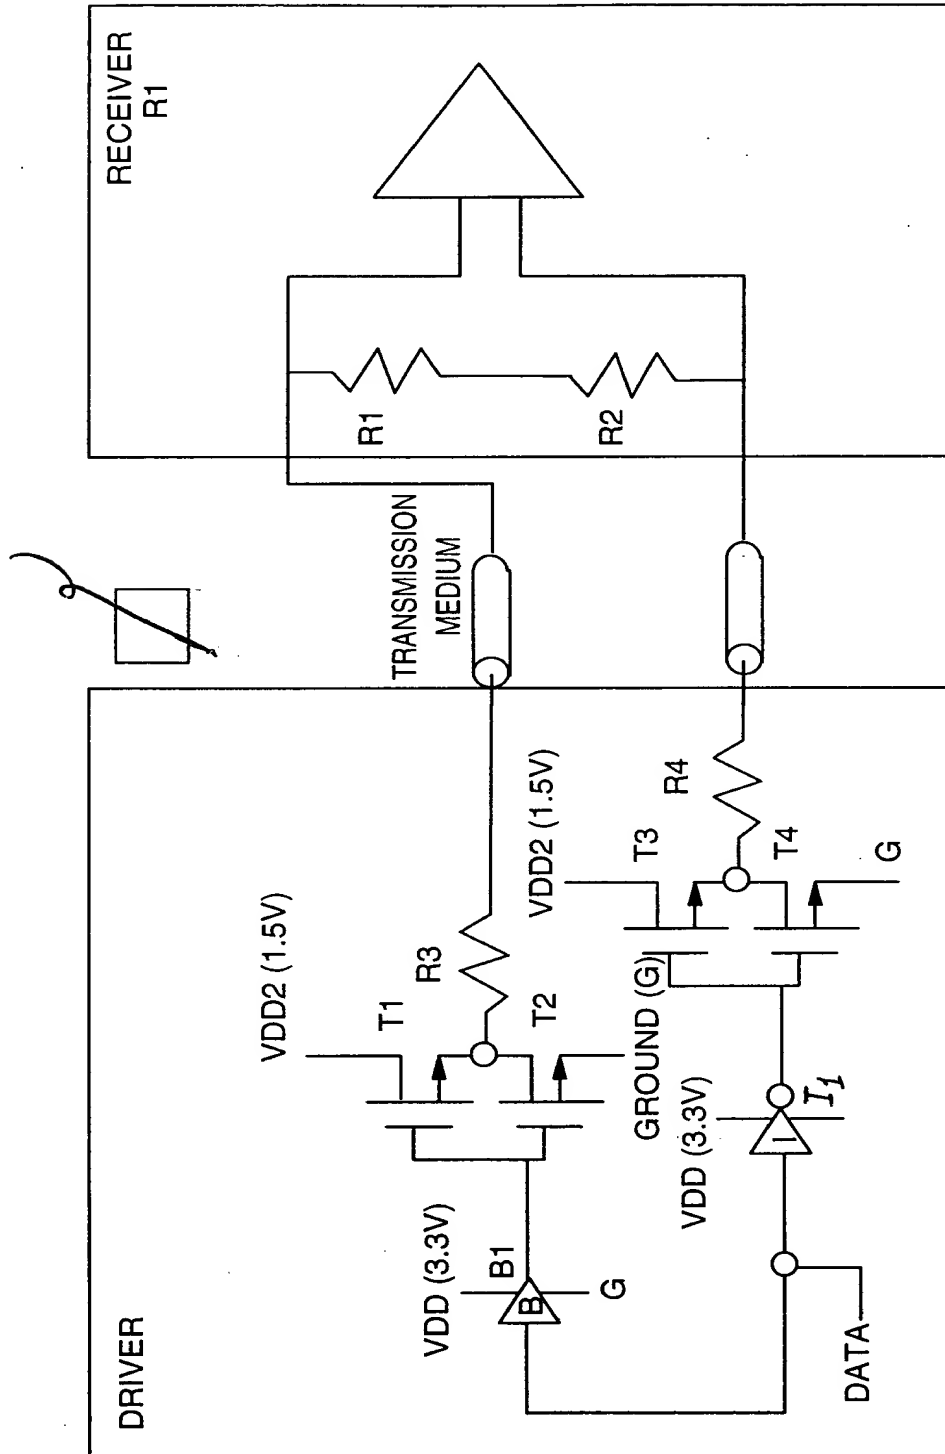 DRIVER
VDD (3.3V)
B1
B
G
DATA
VDD2 (1.5V)
T1
R3
T2
GROUND (G)
VDD (3.3V)
I
I1
VDD2 (1.5V)
T3
R4
T4
G
TRANSMISSION
MEDIUM
RECEIVER
R1
R1
R2